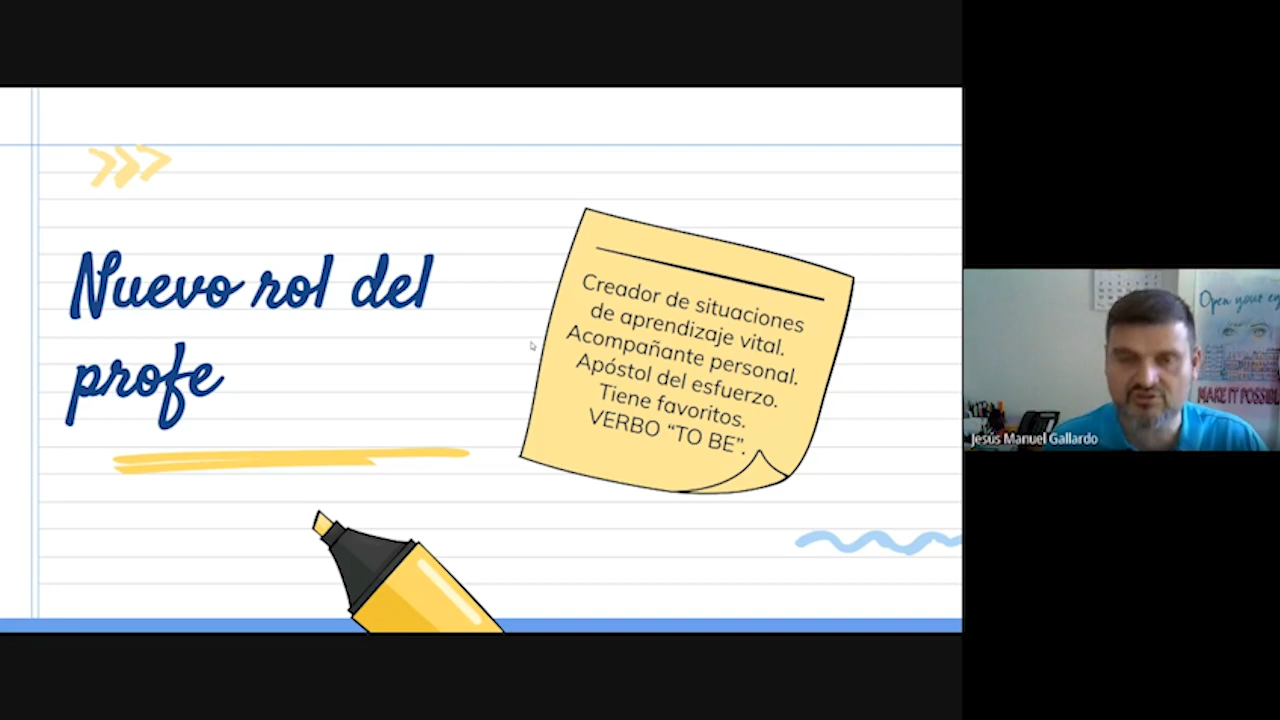 Nuevo rol del
profe
Creador de situaciones
de aprendizaje vital.
Acompañante personal.
Apóstol del esfuerzo.
Tiene favoritos.
VERBO “TO BE”.
Open your
MAKE IT POSSIBL
Jesús Manuel Gallardo